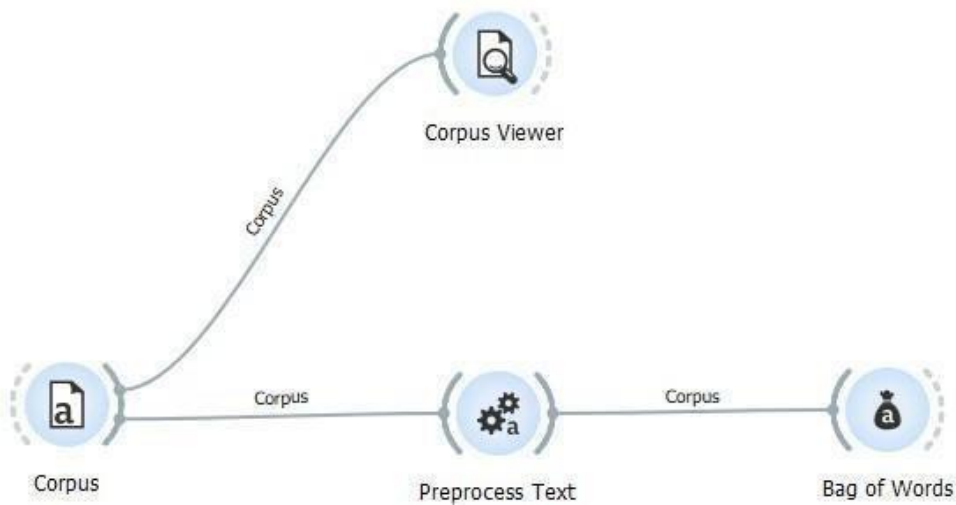 Corpus Viewer
Corpus
a
Corpus
Corpus
a
a
Corpus
Preprocess Text
Bag of Words